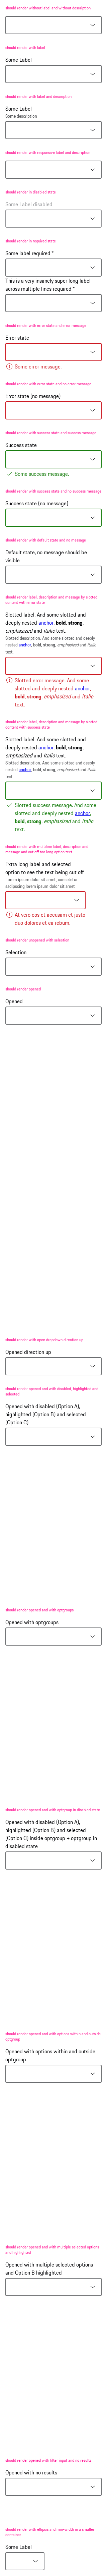 should render without label and without description
should render with label
Some Label
should render with label and description
Some Label
Some description
should render with responsive label and description
should render in disabled state
Some Label disabled
should render in required state
Some label required *
This is a very insanely super long label
across multiple lines required *
should render with error state and error message
Error state
Some error message.
should render with error state and no error message
Error state (no message)
should render with success state and success message
Success state
Some success message.
should render with success state and no success message
Success state (no message)
should render with default state and no message
Default state, no message should be
visible
should render label, description and message by slotted
content with error state
Slotted label. And some slotted and
deeply nested anchor, bold, strong,
emphasized and italic text.
Slotted description. And some slotted and deeply
nested anchor, bold, strong, emphasized and italic
text.
Slotted error message. And some
slotted and deeply nested anchor,
bold, strong, emphasized and italic
text.
should render label, description and message by slotted
content with success state
Slotted label. And some slotted and
deeply nested anchor, bold, strong,
emphasized and italic text.
Slotted description. And some slotted and deeply
nested anchor, bold, strong, emphasized and italic
text.
Slotted success message. And some
slotted and deeply nested anchor,
bold, strong, emphasized and italic
text.
should render with multiline label, description and
message and cut off too long option text
Extra long label and selected
option to see the text being cut off
Lorem ipsum dolor sit amet, consetetur
sadipscing lorem ipsum dolor sit amet
At vero eos et accusam et justo
duo dolores et ea rebum.
should render unopened with selection
Selection
should render opened
Opened
should render with open dropdown direction up
Opened direction up
should render opened and with disabled, highlighted and
selected
Opened with disabled (Option A),
highlighted (Option B) and selected
(Option C)
should render opened and with optgroups
Opened with optgroups
should render opened and with optgroup in disabled state
Opened with disabled (Option A),
highlighted (Option B) and selected
(Option C) inside optgroup + optgroup in
disabled state
should render opened and with options within and outside
optgroup
Opened with options within and outside
optgroup
should render opened and with multiple selected options
and highlighted
Opened with multiple selected options
and Option B highlighted
should render opened with filter input and no results
Opened with no results
should render with ellipsis and min-width in a smaller
container
Some Label